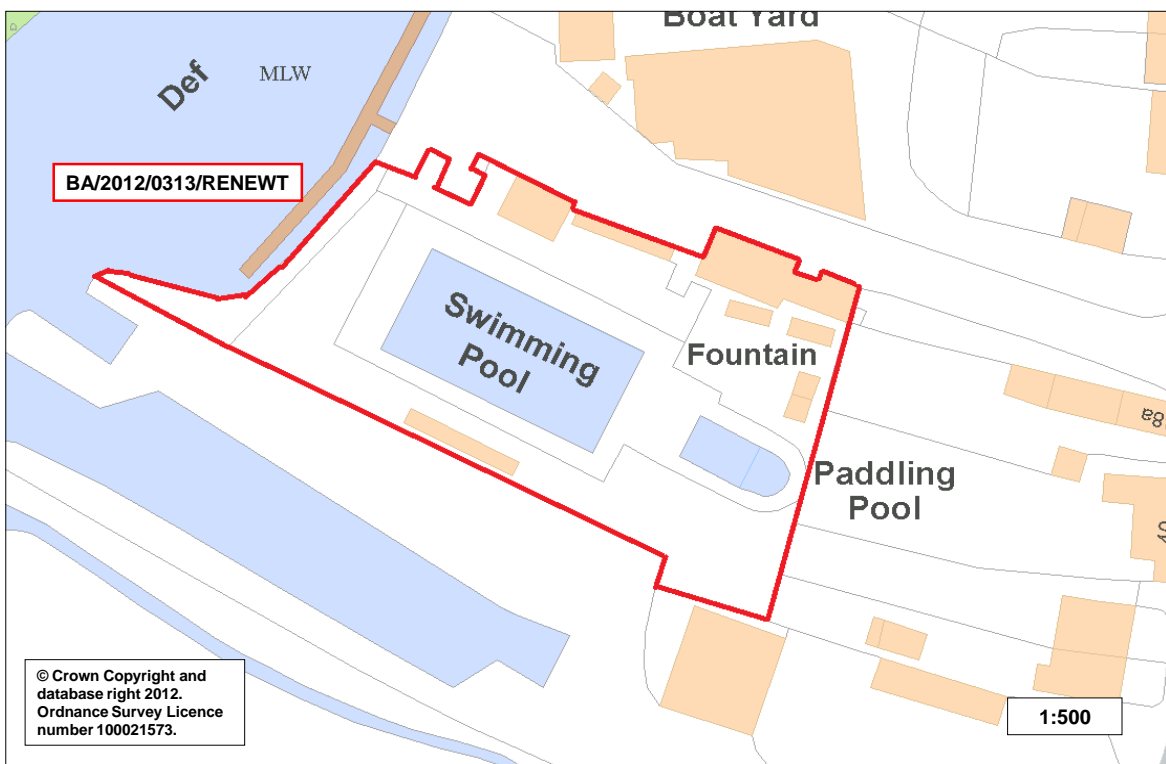 Boat Yard
Def
MLW
BA/2012/0313/RENEWT
Swimming
Pool
Fountain
8a
Paddling
Pool
© Crown Copyright and
database right 2012.
Ordnance Survey Licence
number 100021573.
1:500